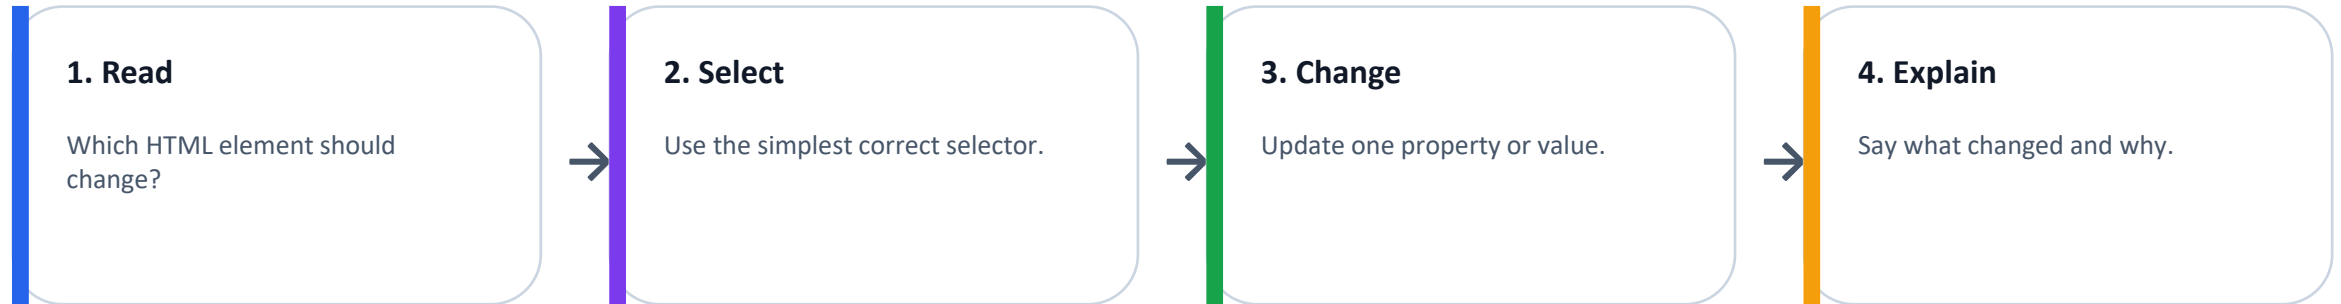 1. Read
Which HTML element should
change?
2. Select
Use the simplest correct selector.
3. Change
Update one property or value.
4. Explain
Say what changed and why.